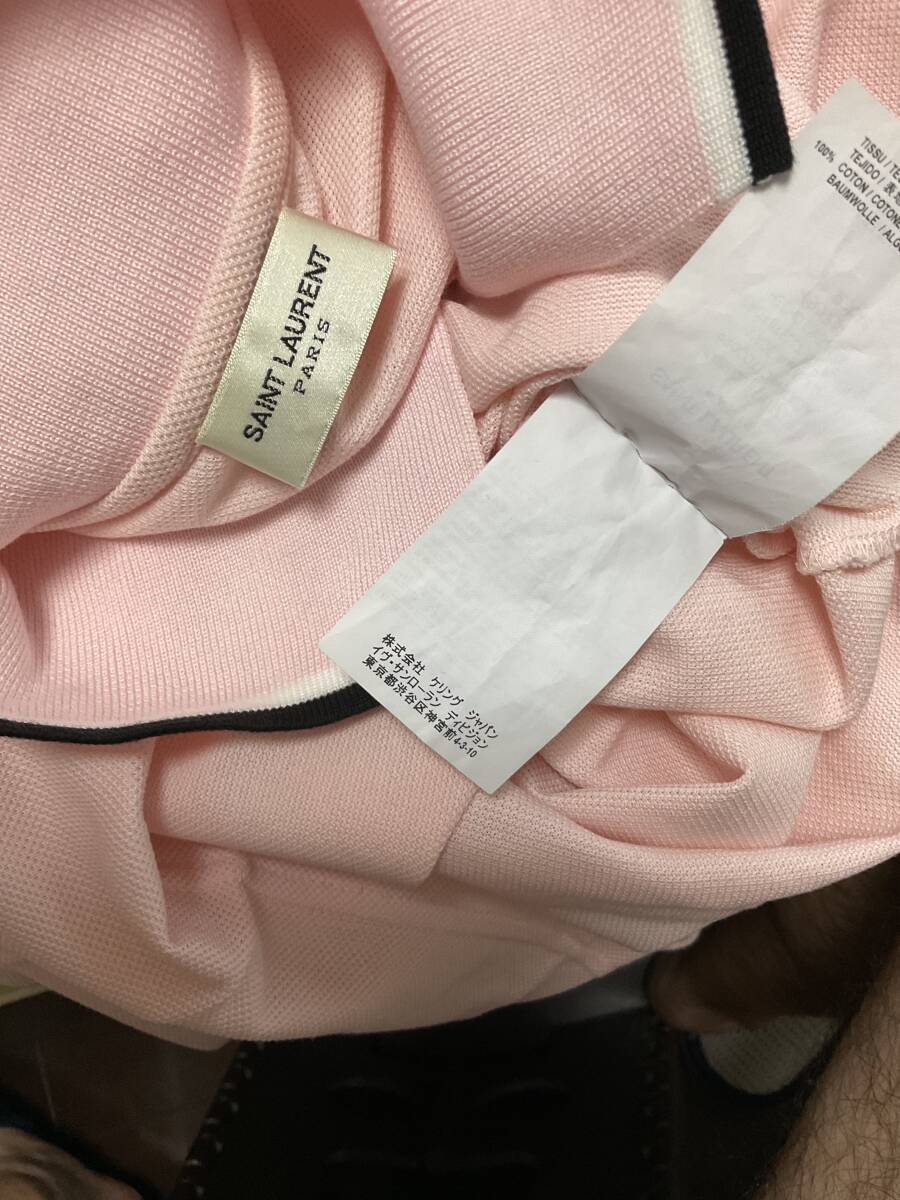 SAINT LAURENT
PARIS
TISSU / TE
TEJIDO / 表地
100% COTON / COTONE
BAUMWOLLE / ALGO
株式会社 ケリング ジャパン
イヴ・サンローラン ディビジョン
東京都渋谷区神宮前4-3-10